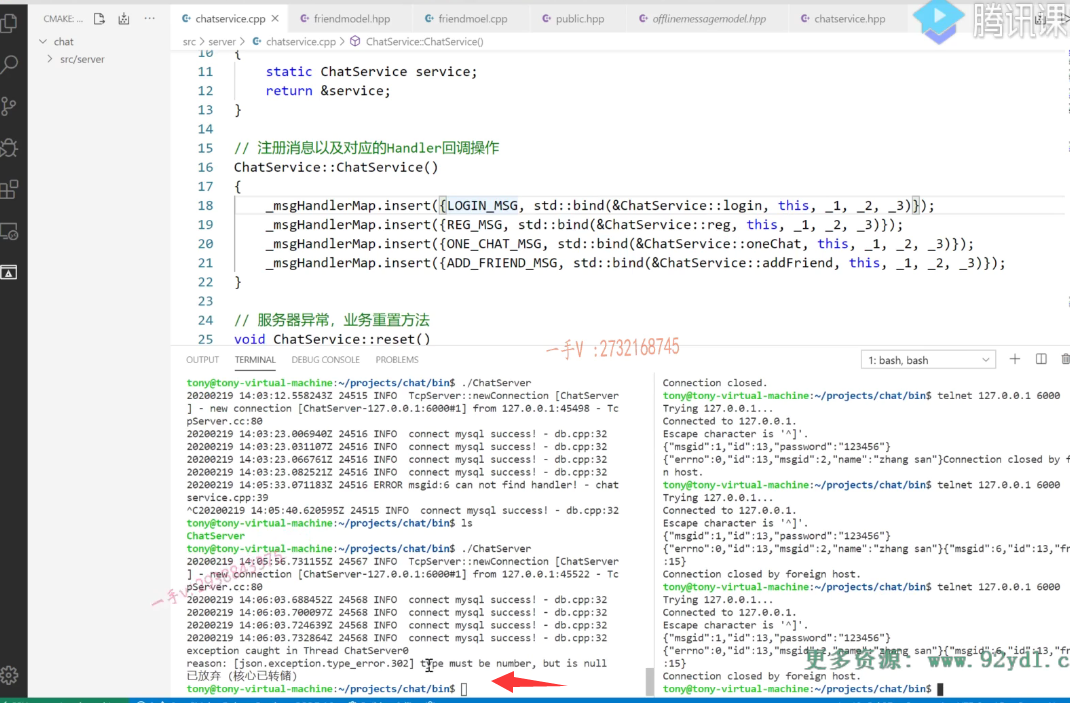 CMAKE: ...
chatservice.cpp
friendmodel.hpp
friendmoel.cpp
public.hpp
offlinemessagemodel.hpp
chatservice.hpp
腾讯课
chat
src/server
src > server > chatservice.cpp > ChatService::ChatService()
10 {
11 static ChatService service;
12 return &service;
13 }
14
15 // 注册消息以及对应的Handler回调操作
16 ChatService::ChatService()
17 {
18 _msgHandlerMap.insert({LOGIN_MSG, std::bind(&ChatService::login, this, _1, _2, _3)});
19 _msgHandlerMap.insert({REG_MSG, std::bind(&ChatService::reg, this, _1, _2, _3)});
20 _msgHandlerMap.insert({ONE_CHAT_MSG, std::bind(&ChatService::oneChat, this, _1, _2, _3)});
21 _msgHandlerMap.insert({ADD_FRIEND_MSG, std::bind(&ChatService::addFriend, this, _1, _2, _3)});
22 }
23
24 // 服务器异常，业务重置方法
25 void ChatService::reset()
一手V :2732168745
OUTPUT TERMINAL DEBUG CONSOLE PROBLEMS
1: bash, bash
tony@tony-virtual-machine:~/projects/chat/bin$ ./ChatServer
20200219 14:03:12.558243Z 24515 INFO TcpServer::newConnection [ChatServer
] - new connection [ChatServer-127.0.0.1:6000#1] from 127.0.0.1:45498 - Tc
pServer.cc:80
20200219 14:03:23.006940Z 24516 INFO connect mysql success! - db.cpp:32
20200219 14:03:23.031107Z 24516 INFO connect mysql success! - db.cpp:32
20200219 14:03:23.066761Z 24516 INFO connect mysql success! - db.cpp:32
20200219 14:03:23.082521Z 24516 INFO connect mysql success! - db.cpp:32
20200219 14:05:33.071183Z 24516 ERROR msgid:6 can not find handler! - chat
service.cpp:39
^C20200219 14:05:40.620595Z 24515 INFO connect mysql success! - db.cpp:32
tony@tony-virtual-machine:~/projects/chat/bin$ ls
ChatServer
tony@tony-virtual-machine:~/projects/chat/bin$ ./ChatServer
20200219 14:05:56.731155Z 24567 INFO TcpServer::newConnection [ChatServer
] - new connection [ChatServer-127.0.0.1:6000#1] from 127.0.0.1:45522 - Tc
pServer.cc:80
20200219 14:06:03.688452Z 24568 INFO connect mysql success! - db.cpp:32
20200219 14:06:03.700097Z 24568 INFO connect mysql success! - db.cpp:32
20200219 14:06:03.724639Z 24568 INFO connect mysql success! - db.cpp:32
20200219 14:06:03.732864Z 24568 INFO connect mysql success! - db.cpp:32
exception caught in Thread ChatServer0
reason: [json.exception.type_error.302] type must be number, but is null
已放弃 (核心已转储)
tony@tony-virtual-machine:~/projects/chat/bin$
Connection closed.
tony@tony-virtual-machine:~/projects/chat/bin$ telnet 127.0.0.1 6000
Trying 127.0.0.1...
Connected to 127.0.0.1.
Escape character is '^]'.
{"msgid":1,"id":13,"password":"123456"}
{"errno":0,"id":13,"msgid":2,"name":"zhang san"}Connection closed by f
n host.
tony@tony-virtual-machine:~/projects/chat/bin$ telnet 127.0.0.1 6000
Trying 127.0.0.1...
Connected to 127.0.0.1.
Escape character is '^]'.
{"msgid":1,"id":13,"password":"123456"}
{"errno":0,"id":13,"msgid":2,"name":"zhang san"}{"msgid":6,"id":13,"fr
:15}
Connection closed by foreign host.
tony@tony-virtual-machine:~/projects/chat/bin$ telnet 127.0.0.1 6000
Trying 127.0.0.1...
Connected to 127.0.0.1.
Escape character is '^]'.
{"msgid":1,"id":13,"password":"123456"}
{"errno":0,"id":13,"msgid":2,"name":"zhang san"}{"msgid":6,"id":13,"fr
:15}
Connection closed by foreign host.
tony@tony-virtual-machine:~/projects/chat/bin$
更多资源: www.92ydl.c